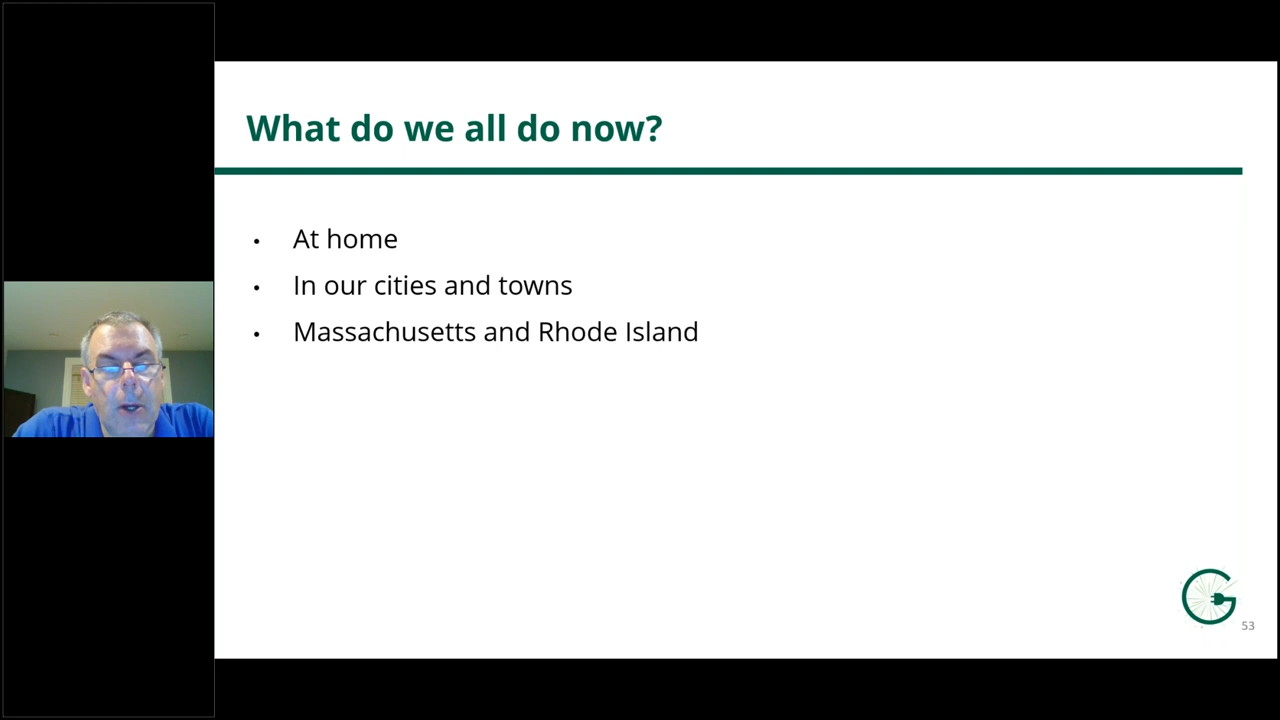 What do we all do now?
• At home
• In our cities and towns
• Massachusetts and Rhode Island
G
53